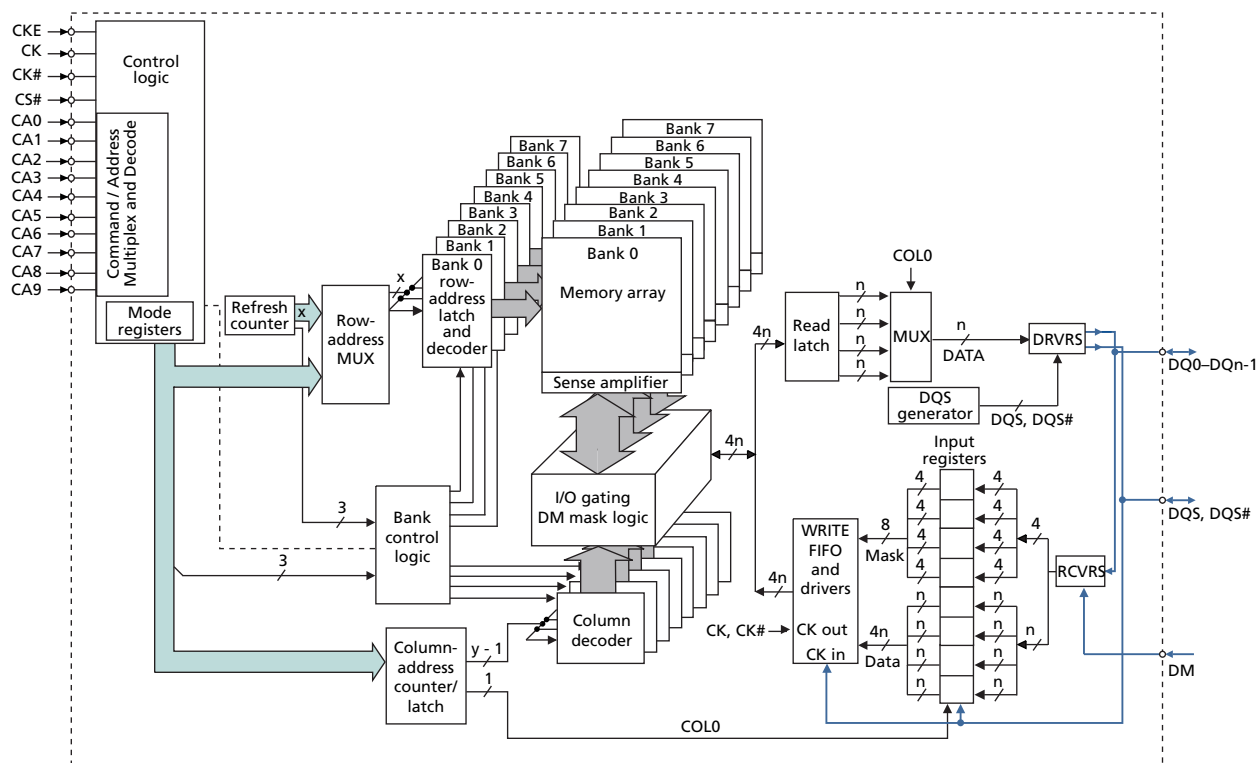 CKE
CK
CK#
CS#
CA0
CA1
CA2
CA3
CA4
CA5
CA6
CA7
CA8
CA9
Control
logic
Command / Address
Multiplex and Decode
Mode
registers
Refresh
counter
x
Row-
address
MUX
x
3
3
Bank 7
Bank 6
Bank 5
Bank 4
Bank 3
Bank 2
Bank 1
Bank 0
row-
address
latch
and
decoder
Bank 7
Bank 6
Bank 5
Bank 4
Bank 3
Bank 2
Bank 1
Bank 0
Memory array
Sense amplifier
Bank
control
logic
I/O gating
DM mask logic
Column
decoder
Column-
address
counter/
latch
y - 1
1
COL0
4n
4n
4n
Read
latch
n
n
n
n
COL0
MUX
n
DATA
DRVRS
DQS
generator
DQS, DQS#
DQ0–DQn-1
DQS, DQS#
DM
Input
registers
4
4
4
4
4
4
4
4
4
n
n
n
n
n
n
n
n
n
RCVRS
8
Mask
4n
Data
WRITE
FIFO
and
drivers
CK out
CK in
CK, CK#